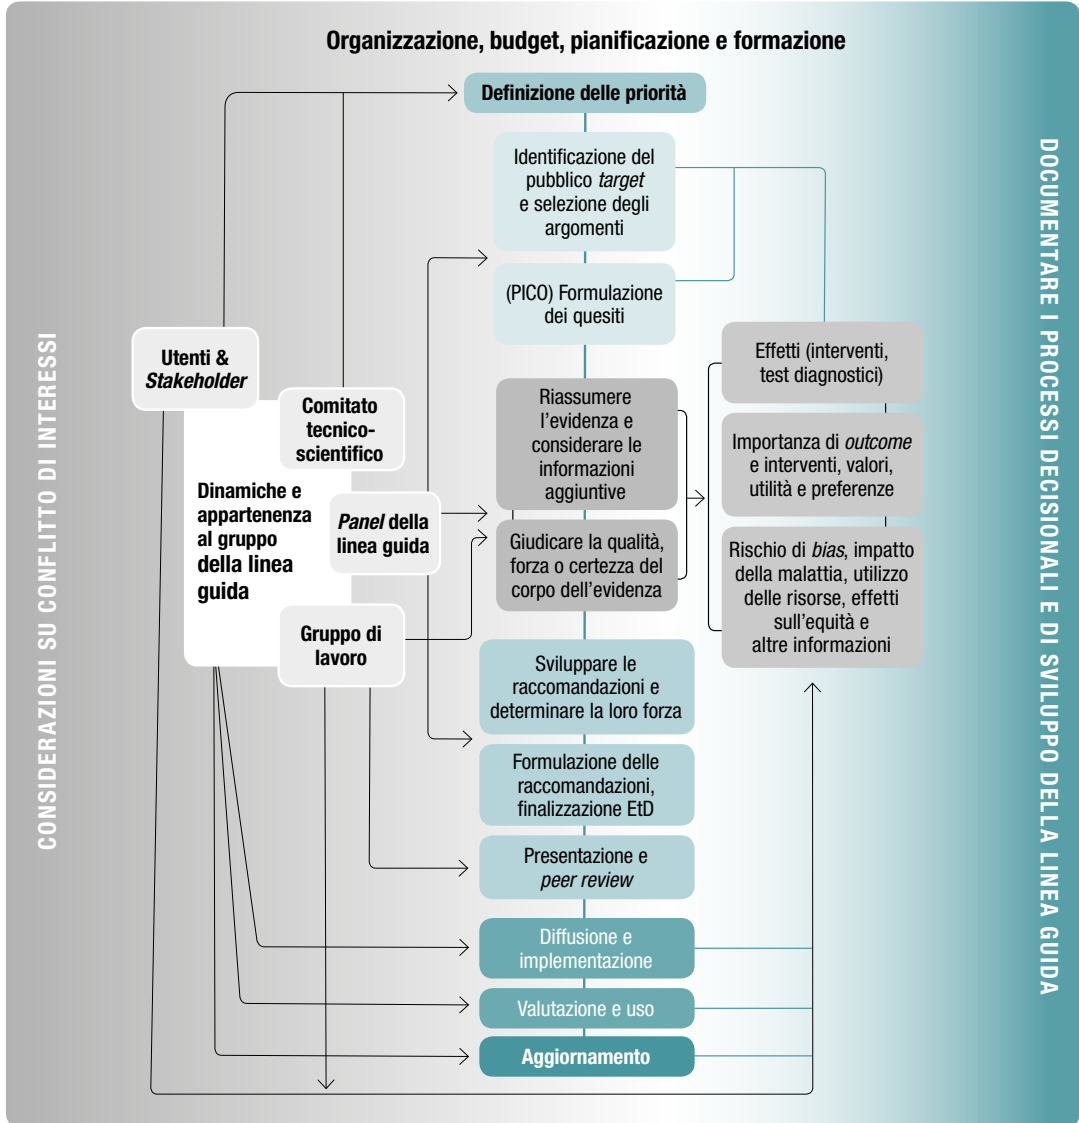 Organizzazione, budget, pianificazione e formazione
CONSIDERAZIONI SU CONFLITTO DI INTERESSI
Utenti &
Stakeholder
Comitato
tecnico-
scientifico
Dinamiche e
appartenenza
al gruppo
della linea
guida
Panel della
linea guida
Gruppo di
lavoro
Definizione delle priorità
Identificazione del
pubblico target
e selezione degli
argomenti
(PICO) Formulazione
dei quesiti
Riassumere
l’evidenza e
considerare le
informazioni
aggiuntive
Giudicare la qualità,
forza o certezza del
corpo dell’evidenza
Sviluppare le
raccomandazioni e
determinare la loro forza
Formulazione delle
raccomandazioni,
finalizzazione EtD
Presentazione e
peer review
Diffusione e
implementazione
Valutazione e uso
Aggiornamento
Effetti (interventi,
test diagnostici)
Importanza di outcome
e interventi, valori,
utilità e preferenze
Rischio di bias, impatto
della malattia, utilizzo
delle risorse, effetti
sull’equità e
altre informazioni
DOCUMENTARE I PROCESSI DECISIONALI E DI SVILUPPO DELLA LINEA GUIDA